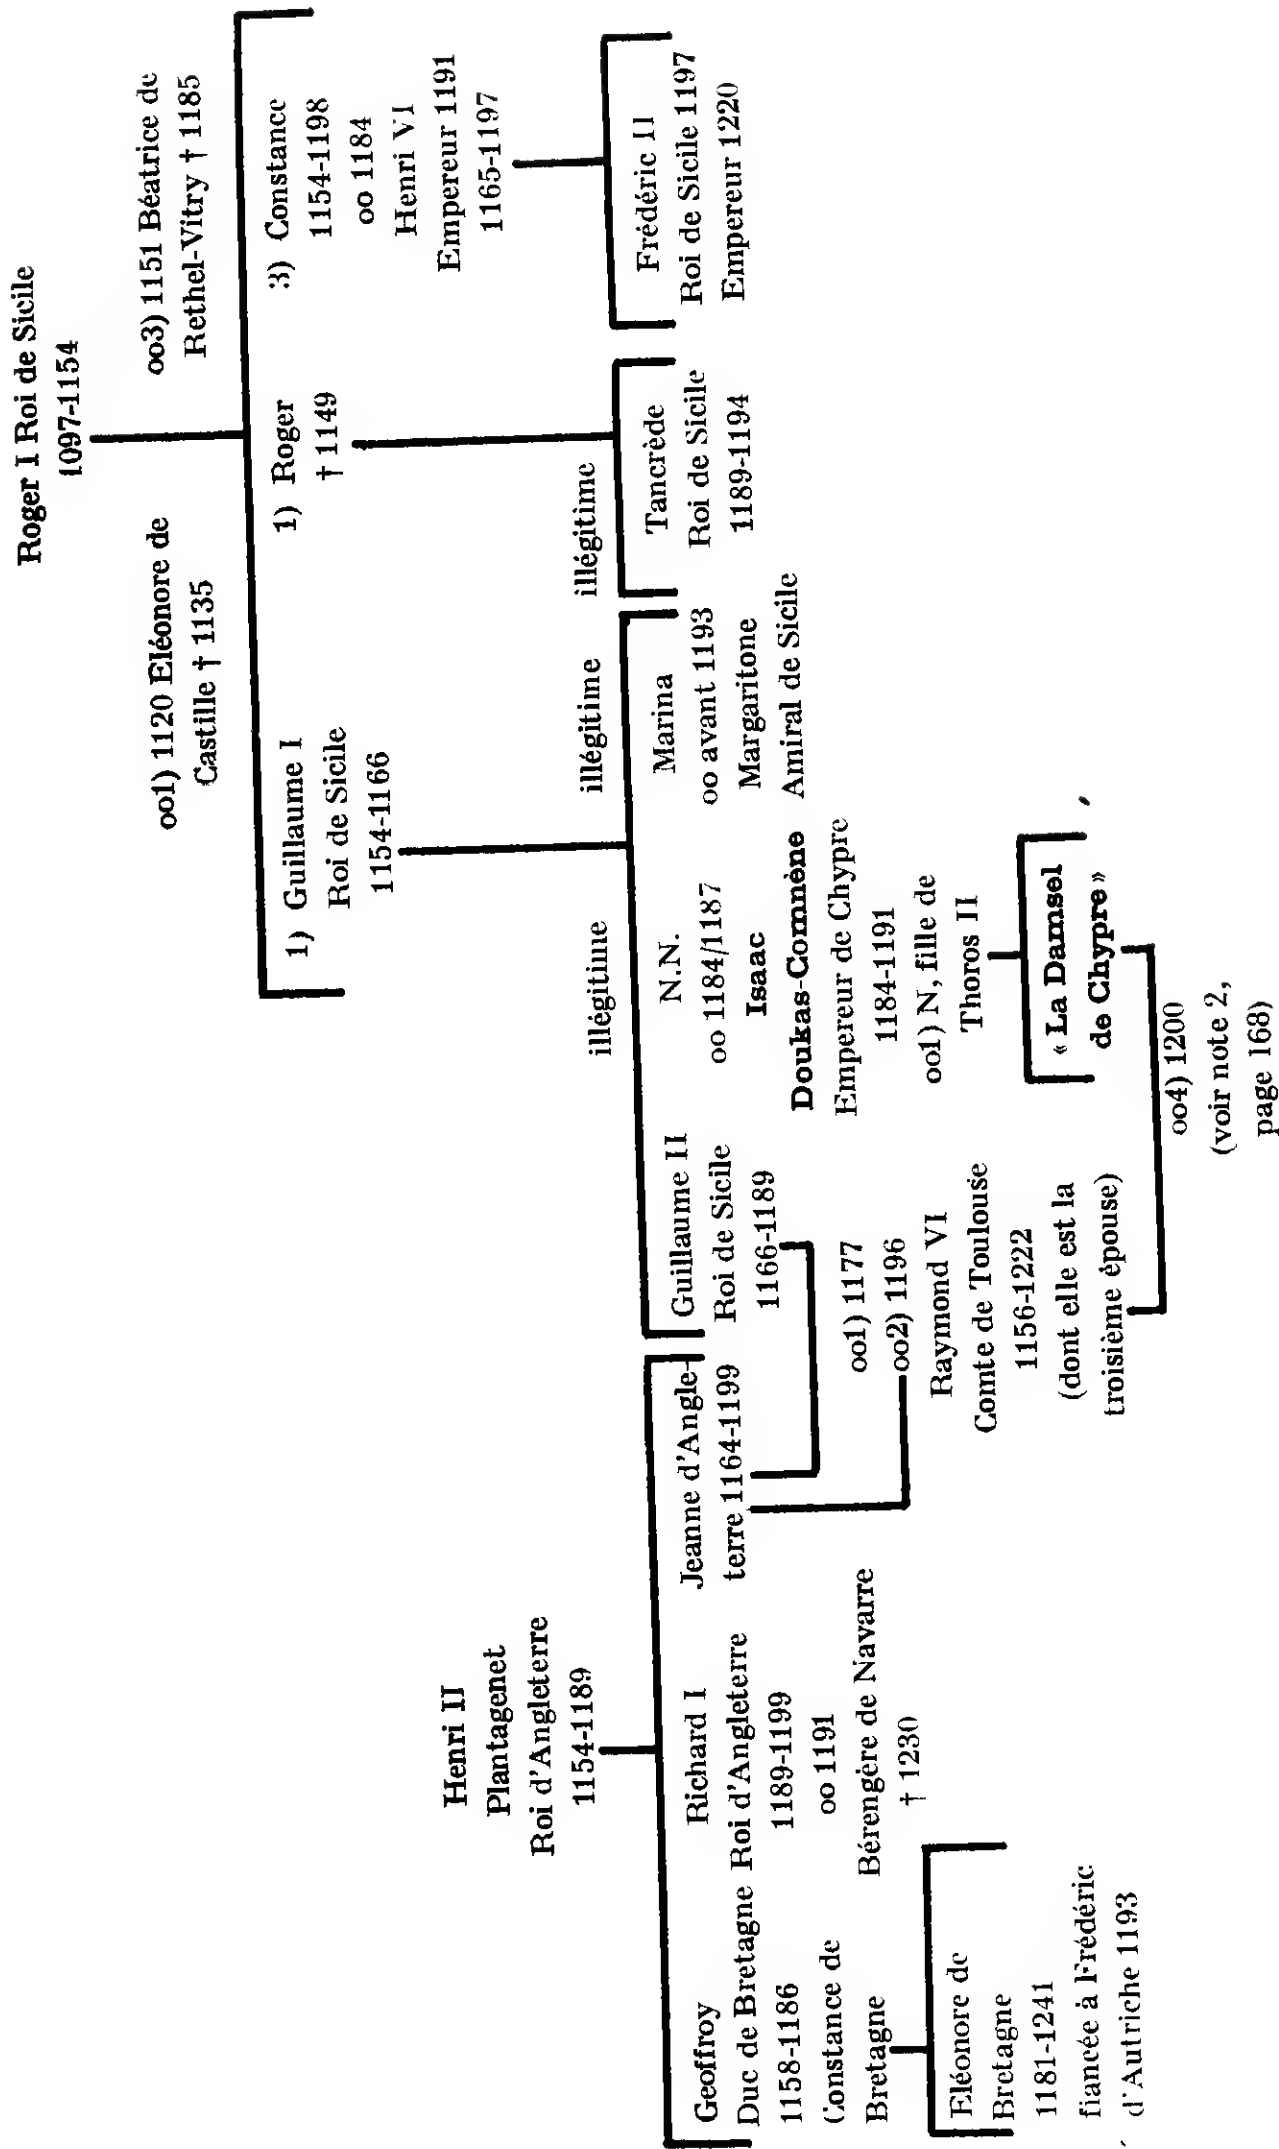 Roger I Roi de Sicile
1097-1154
oo1) 1120 Eléonore de
Castille † 1135
oo3) 1151 Béatrice de
Rethel-Vitry † 1185
1) Guillaume I
Roi de Sicile
1154-1166
1) Roger
† 1149
3) Constance
1154-1198
oo 1184
Henri VI
Empereur 1191
1165-1197
Henri II
Plantagenet
Roi d'Angleterre
1154-1189
illégitime
illégitime
illégitime
Geoffroy
Duc de Bretagne
1158-1186
Constance de
Bretagne
Richard I
Roi d'Angleterre
1189-1199
oo 1191
Bérengère de Navarre
† 1230
Jeanne d'Angle-
terre 1164-1199
Guillaume II
Roi de Sicile
1166-1189
N.N.
oo 1184/1187
Isaac
Doukas-Comnène
Empereur de Chypre
1184-1191
oo1) N, fille de
Thoros II
Marina
oo avant 1193
Margaritone
Amiral de Sicile
Tancrède
Roi de Sicile
1189-1194
Frédéric II
Roi de Sicile 1197
Empereur 1220
oo1) 1177
oo2) 1196
Raymond VI
Comte de Toulouse
1156-1222
(dont elle est la
troisième épouse)
Eléonore de
Bretagne
1181-1241
fiancée à Frédéric
d'Autriche 1193
« La Damsel
de Chypre »
oo4) 1200
(voir note 2,
page 168)